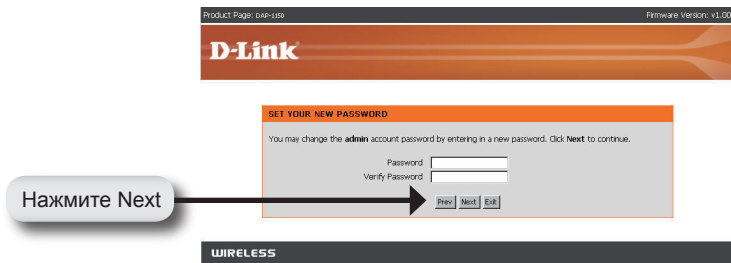 Product Page: DAP-1150 Firmware Version: v1.00
D-Link
SET YOUR NEW PASSWORD
You may change the admin account password by entering in a new password. Click Next to continue.
Password
Verify Password
Нажмите Next
Prev Next Exit
WIRELESS